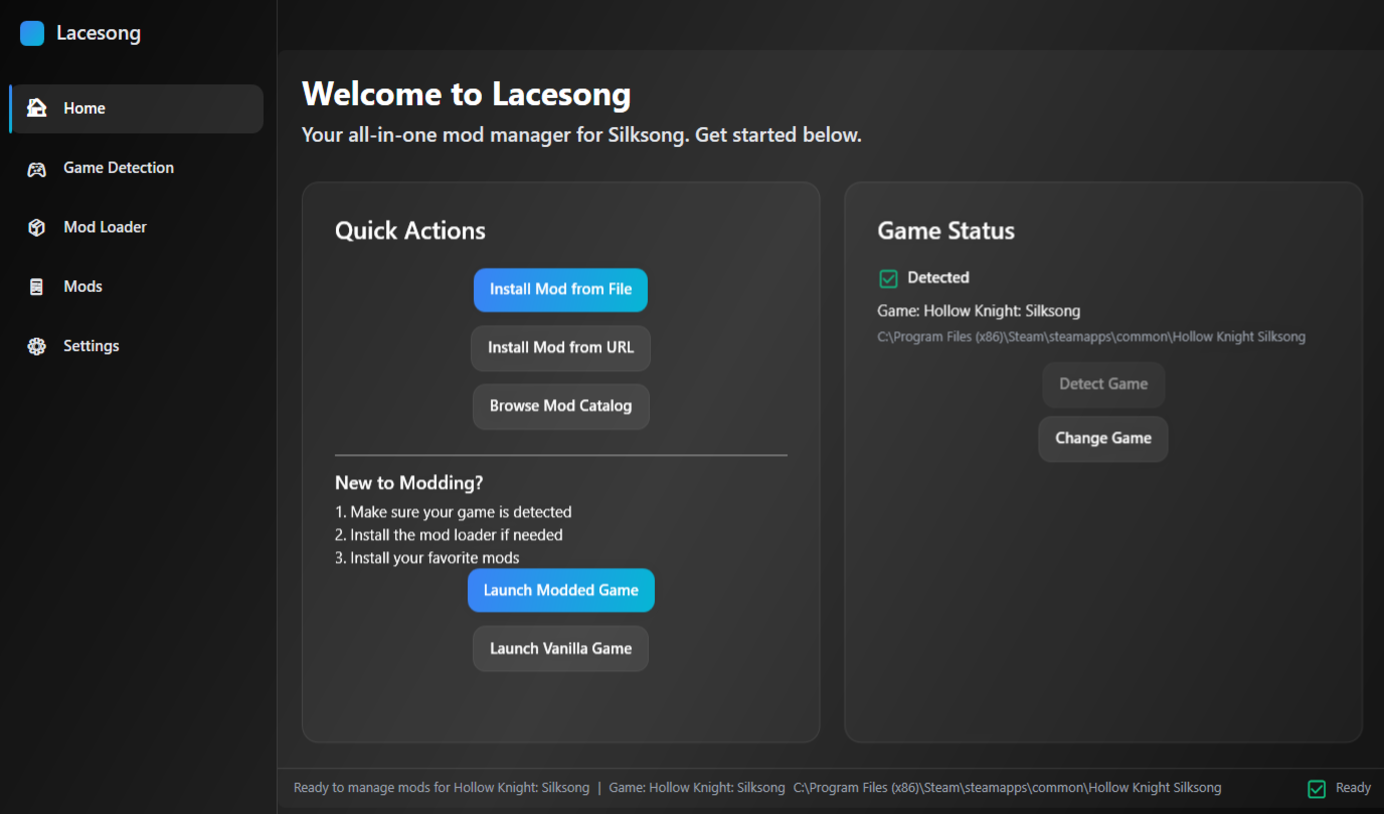 Lacesong
Home
Game Detection
Mod Loader
Mods
Settings
Welcome to Lacesong
Your all-in-one mod manager for Silksong. Get started below.
Quick Actions
Install Mod from File
Install Mod from URL
Browse Mod Catalog
New to Modding?
1. Make sure your game is detected
2. Install the mod loader if needed
3. Install your favorite mods
Launch Modded Game
Launch Vanilla Game
Game Status
Detected
Game: Hollow Knight: Silksong
C:\Program Files (x86)\Steam\steamapps\common\Hollow Knight Silksong
Detect Game
Change Game
Ready to manage mods for Hollow Knight: Silksong | Game: Hollow Knight: Silksong C:\Program Files (x86)\Steam\steamapps\common\Hollow Knight Silksong
Ready